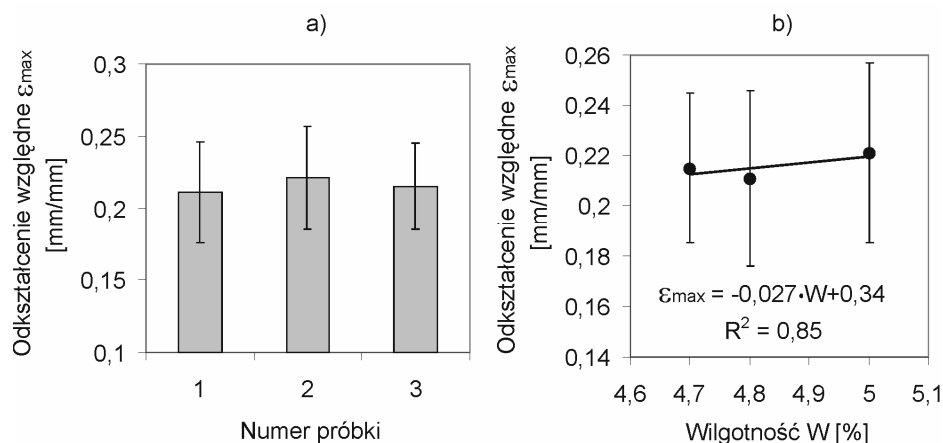 a)
Odkształcenie względne εmax
[mm/mm]
0,3
0,25
0,2
0,15
0,1
1 2 3
Numer próbki
b)
Odkształcenie względne εmax
[mm/mm]
0,26
0,24
0,22
0,2
0,18
0,16
0,14
εmax = -0,027·W+0,34
R² = 0,85
4,6 4,7 4,8 4,9 5 5,1
Wilgotność W [%]